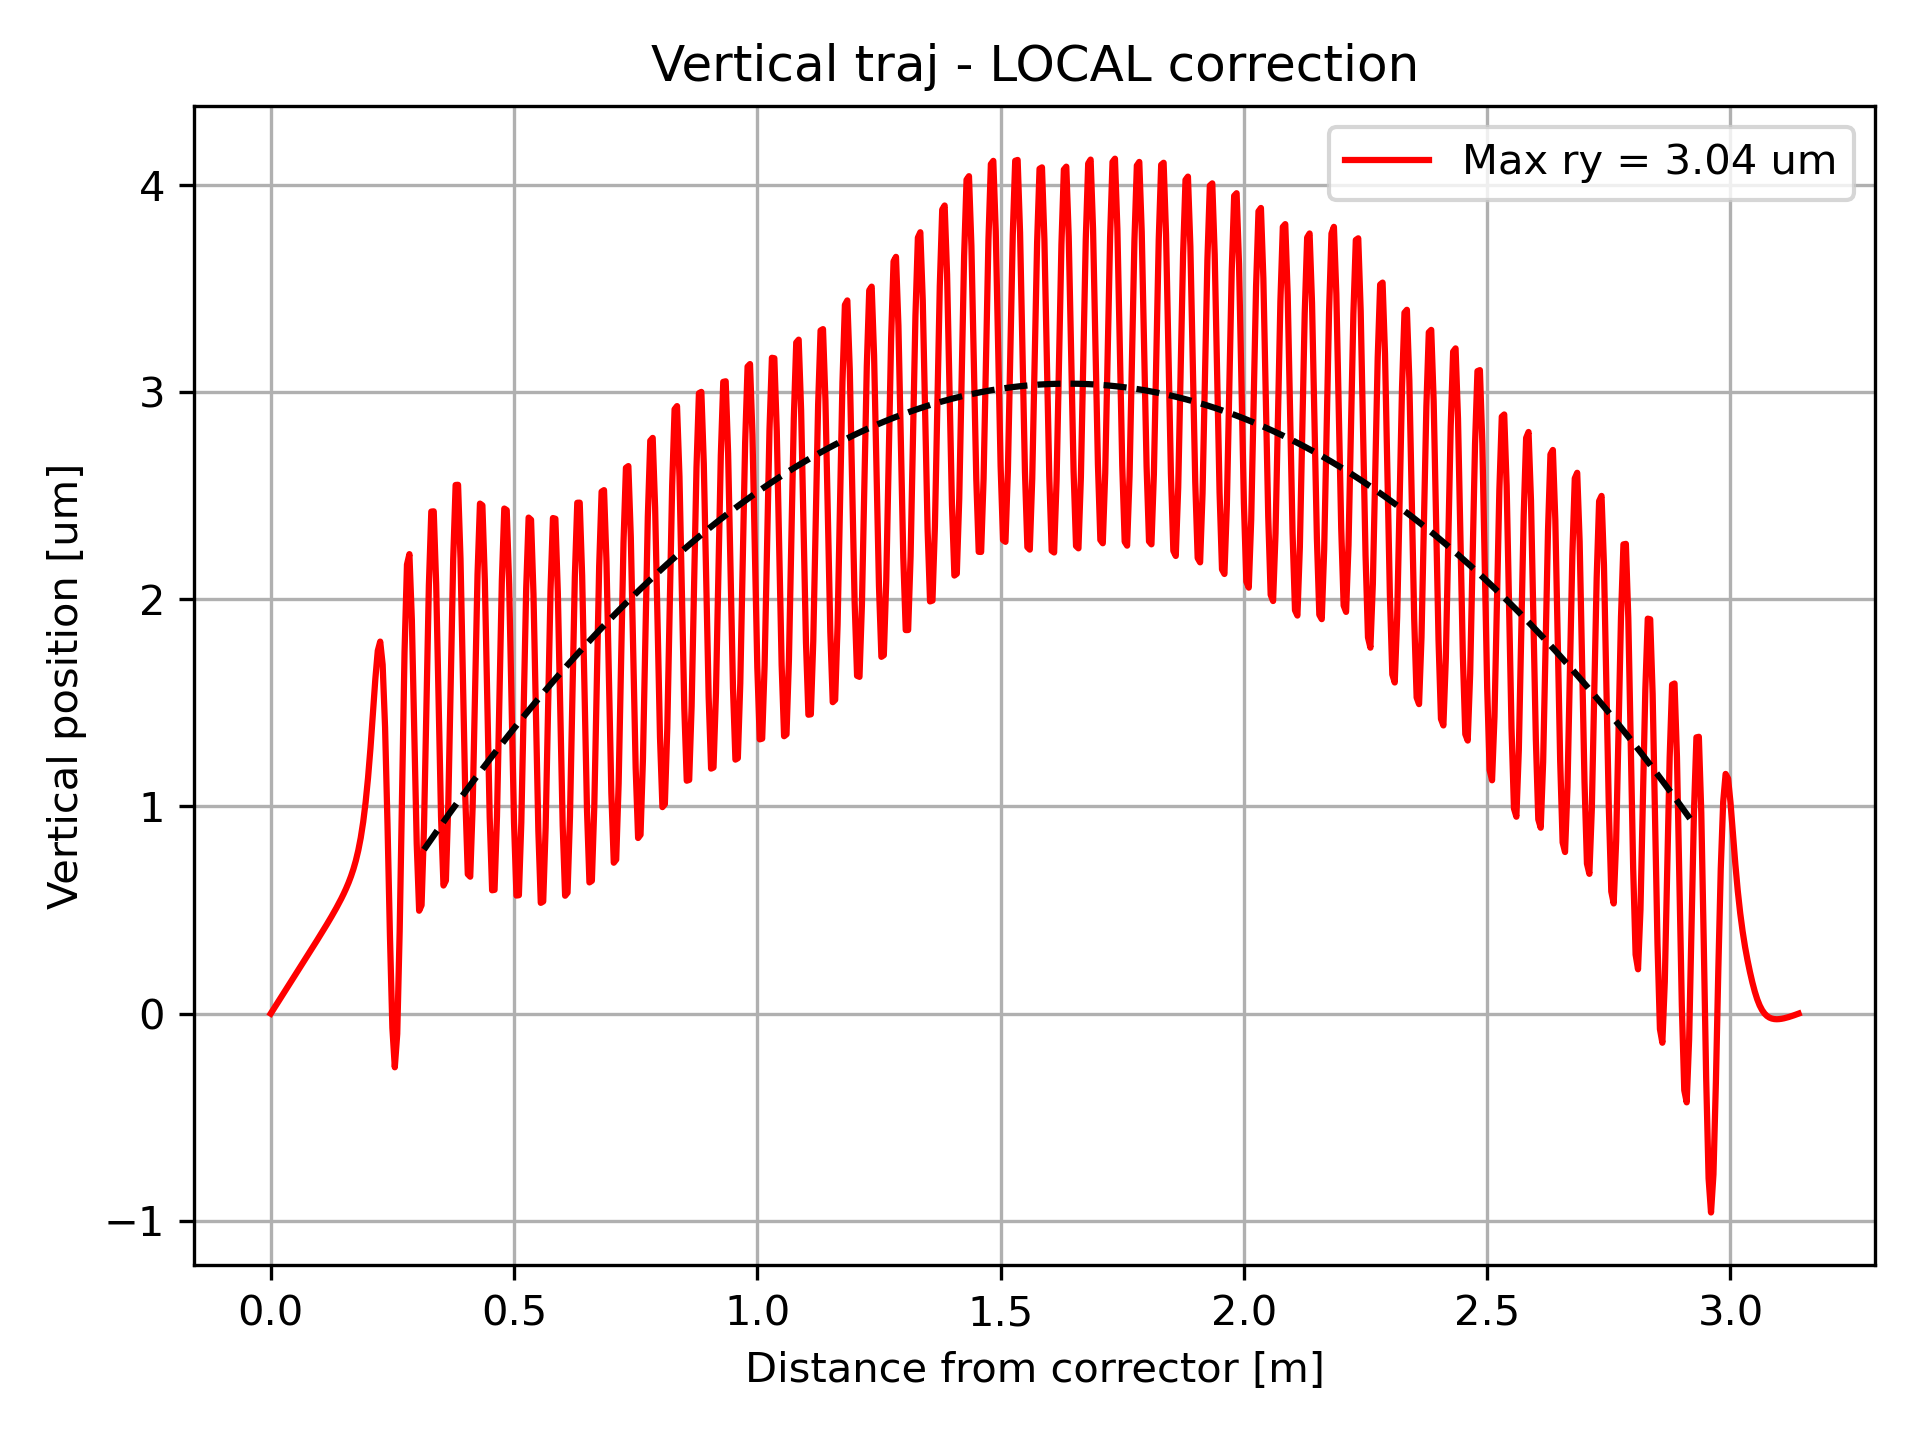 Vertical traj - LOCAL correction
Max ry = 3.04 um
Vertical position [um]
4
3
2
1
0
−1
0.0 0.5 1.0 1.5 2.0 2.5 3.0
Distance from corrector [m]